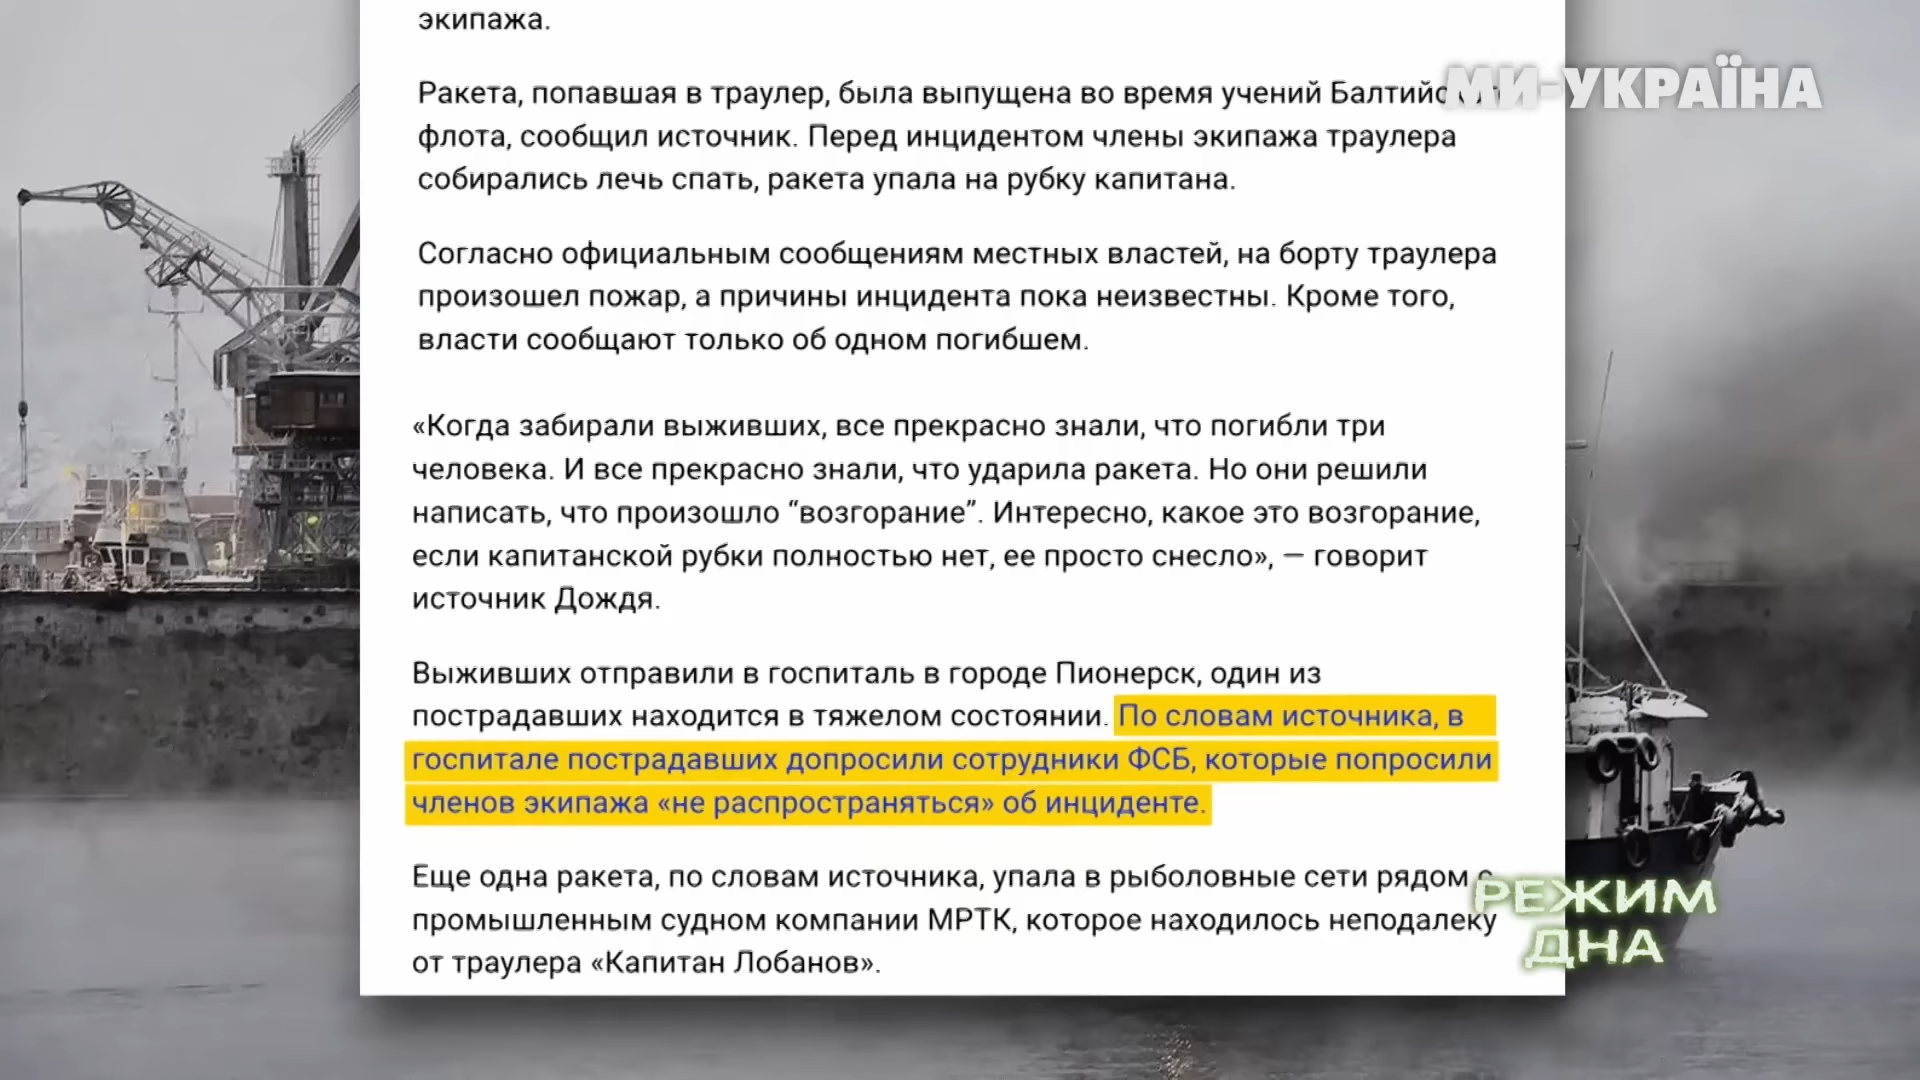 экипажа.
МИ-УКРАЇНА
Ракета, попавшая в траулер, была выпущена во время учений
флота, сообщил источник. Перед инцидентом члены экипажа траулера
собирались лечь спать, ракета упала на рубку капитана.
Согласно официальным сообщениям местных властей, на борту траулера
произошел пожар, а причины инцидента пока неизвестны. Кроме того,
власти сообщают только об одном погибшем.
«Когда забирали выживших, все прекрасно знали, что погибли три
человека. И все прекрасно знали, что ударила ракета. Но они решили
написать, что произошло “возгорание”. Интересно, какое это возгорание,
если капитанской рубки полностью нет, ее просто снесло», — говорит
источник Дождя.
Выживших отправили в госпиталь в городе Пионерск, один из
пострадавших находится в тяжелом состоянии. По словам источника, в
госпитале пострадавших допросили сотрудники ФСБ, которые попросили
членов экипажа «не распространяться» об инциденте.
Еще одна ракета, по словам источника, упала в рыболовные сети рядом с
промышленным судном компании МРТК, которое находилось неподалеку
от траулера «Капитан Лобанов».
РЕЖИМ
ДНА